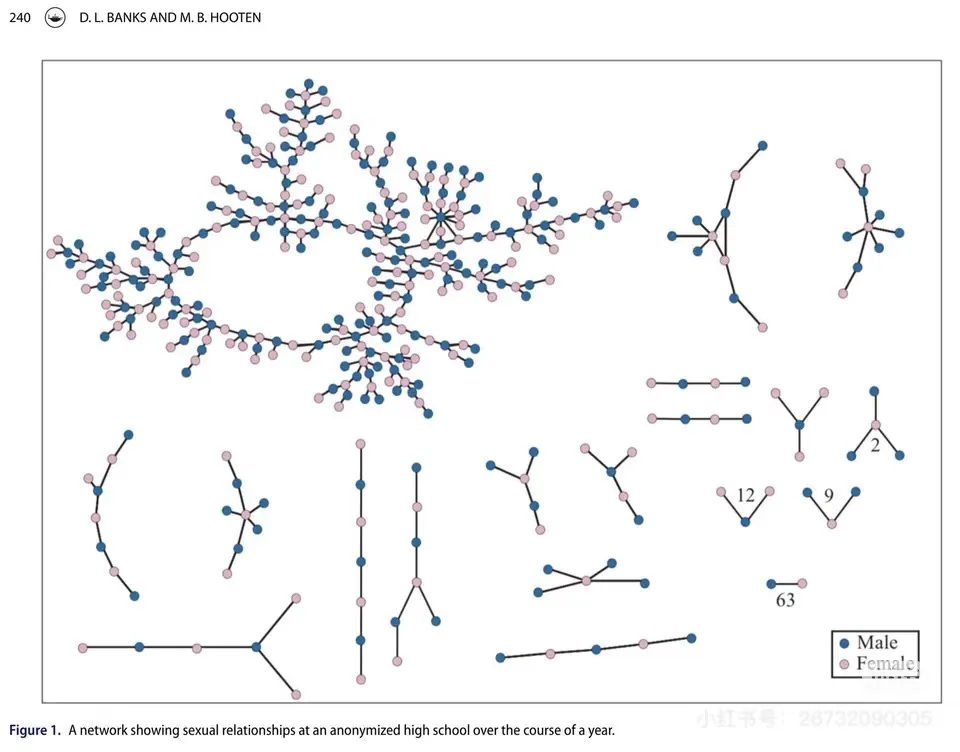 240 D. L. BANKS AND M. B. HOOTEN
2
12
9
63
Male
Female
Figure 1. A network showing sexual relationships at an anonymized high school over the course of a year.
小红书号: 26732090305